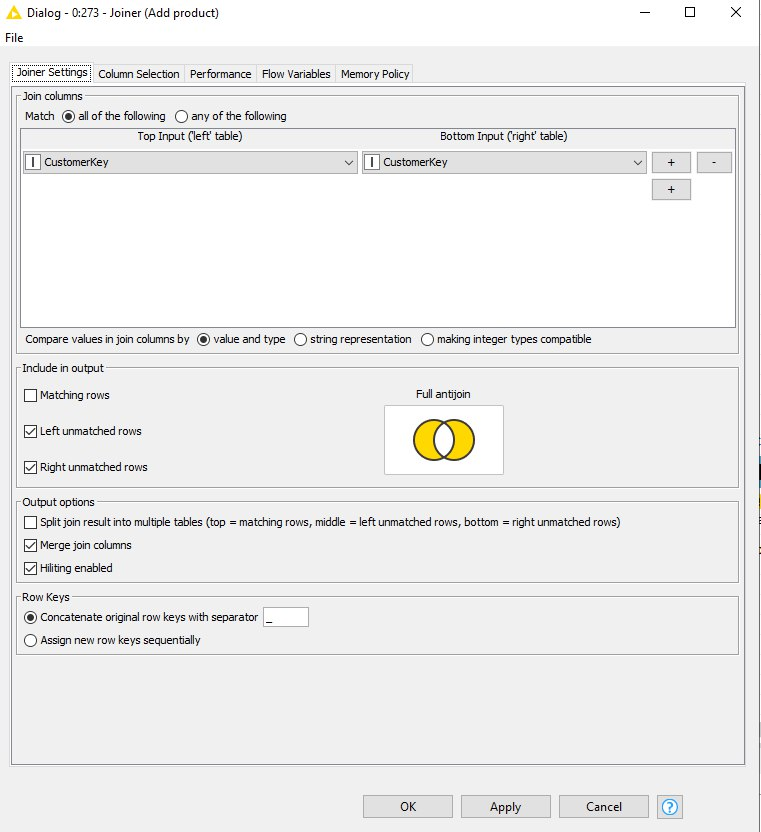 Dialog - 0:273 - Joiner (Add product)
File
Joiner Settings Column Selection Performance Flow Variables Memory Policy
Join columns
Match all of the following any of the following
Top Input ('left' table) Bottom Input ('right' table)
I CustomerKey I CustomerKey + -
+
Compare values in join columns by value and type string representation making integer types compatible
Include in output
Matching rows
Full antijoin
Left unmatched rows
Right unmatched rows
Output options
Split join result into multiple tables (top = matching rows, middle = left unmatched rows, bottom = right unmatched rows)
Merge join columns
Hiliting enabled
Row Keys
Concatenate original row keys with separator _
Assign new row keys sequentially
OK Apply Cancel ?